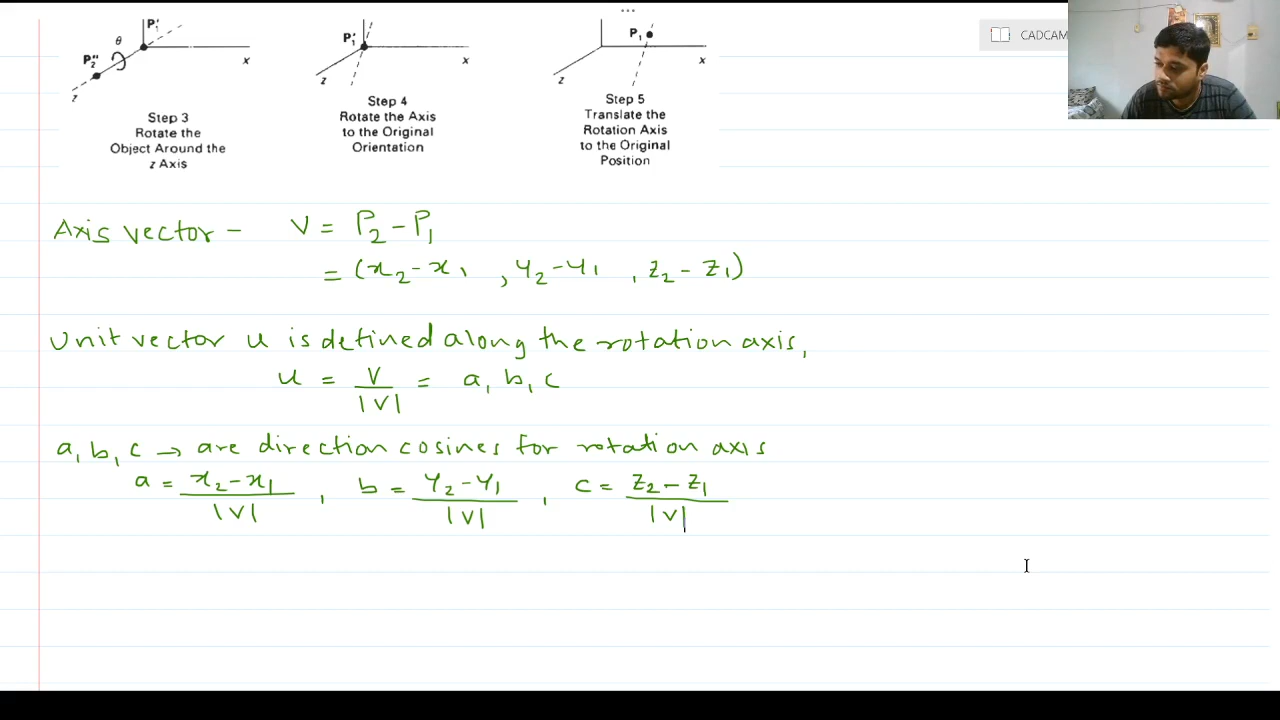 ...
CADCAM
P₁' θ P₂'' x z
P₁' x z
P₁ x z
Step 3
Rotate the
Object Around the
z Axis
Step 4
Rotate the Axis
to the Original
Orientation
Step 5
Translate the
Rotation Axis
to the Original
Position
Axis vector - V = P₂ - P₁
= (x₂ - x₁, y₂ - y₁, z₂ - z₁)
Unit vector u is defined along the rotation axis,
u = V / |V| = a, b, c
a, b, c → are direction cosines for rotation axis
a = x₂ - x₁ / |V|, b = y₂ - y₁ / |V|, c = z₂ - z₁ / |V|